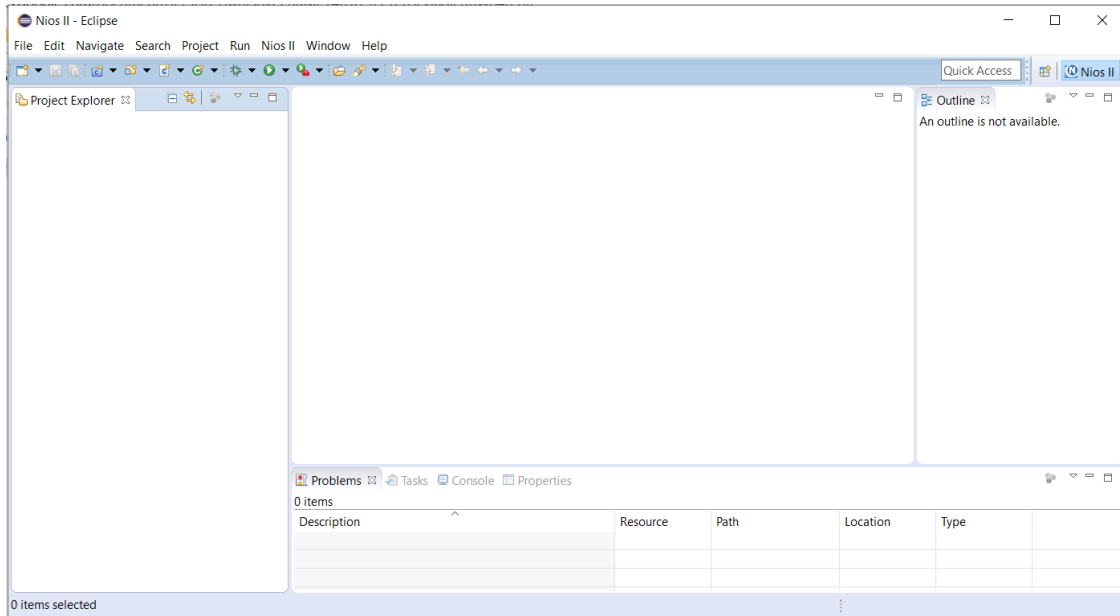 Nios II - Eclipse
File Edit Navigate Search Project Run Nios II Window Help
Quick Access
Nios II
Project Explorer
Outline
An outline is not available.
Problems Tasks Console Properties
0 items
Description Resource Path Location Type
0 items selected